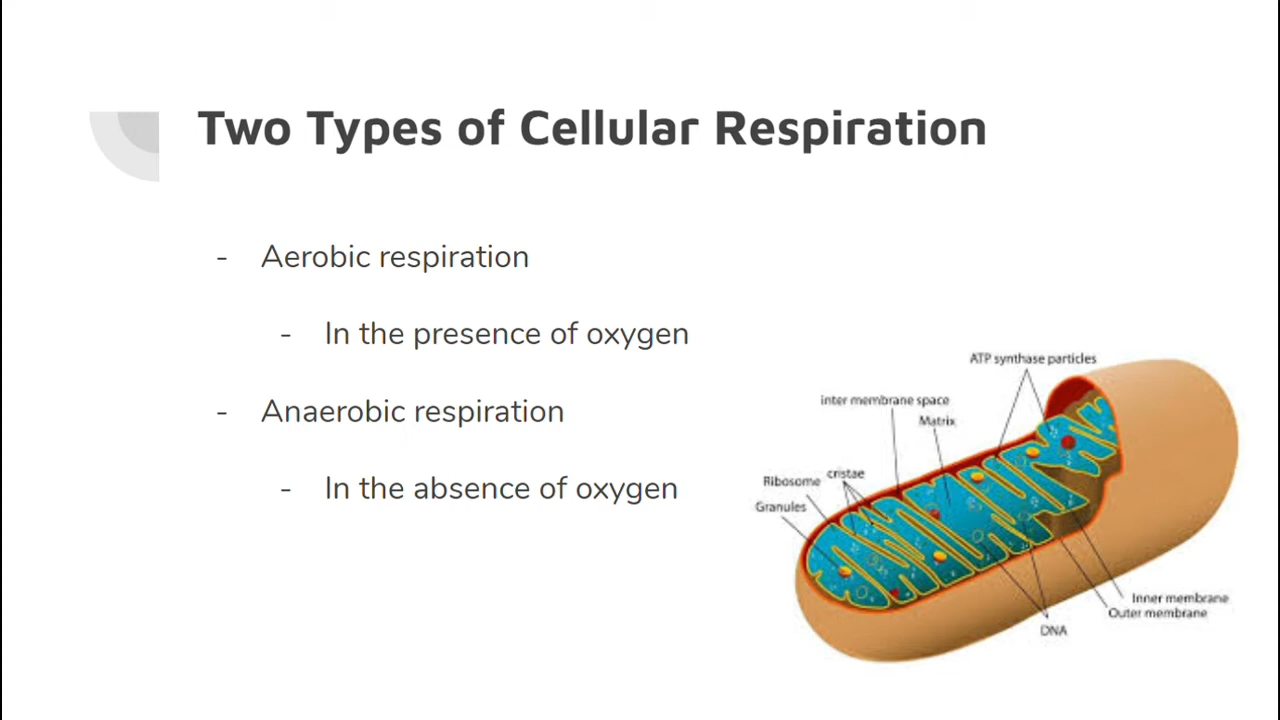 Two Types of Cellular Respiration
- Aerobic respiration
- In the presence of oxygen
- Anaerobic respiration
- In the absence of oxygen
ATP synthase particles
inter membrane space
Matrix
cristae
Ribosome
Granules
Inner membrane
Outer membrane
DNA